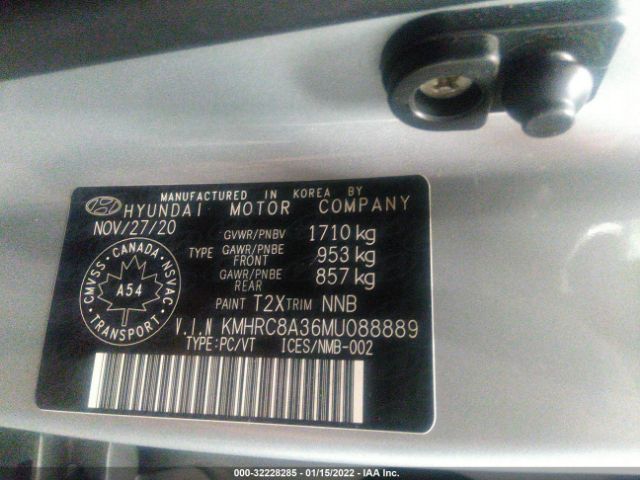 MANUFACTURED IN KOREA BY
HYUNDAI MOTOR COMPANY
NOV/27/20
GVWR/PNBV 1710 kg
TYPE GAWR/PNBE FRONT 953 kg
GAWR/PNBE REAR 857 kg
CMVSS · CANADA · NSVAC
A54
TRANSPORT
PAINT T2X TRIM NNB
V.I.N KMHRC8A36MU088889
TYPE:PC/VT ICES/NMB-002
000-32228285 - 01/15/2022 - IAA Inc.